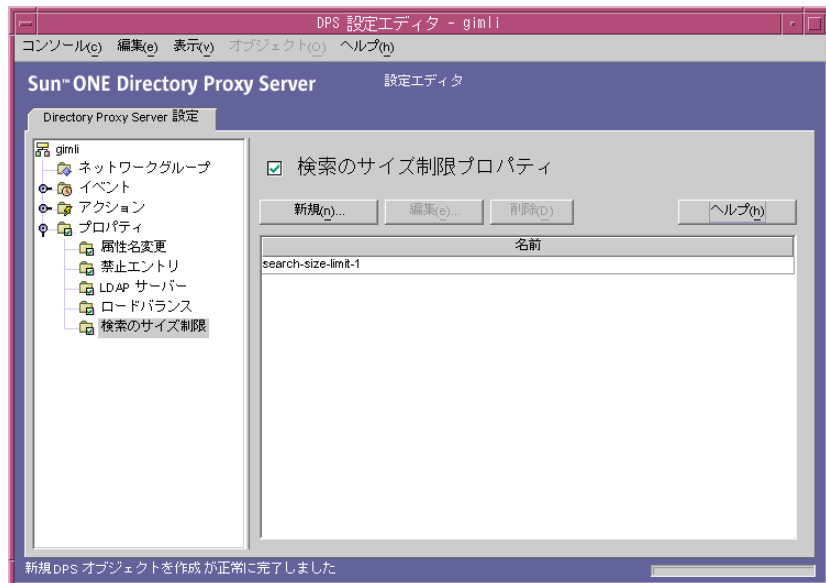 DPS 設定エディタ - gimli
コンソール(c) 編集(e) 表示(v) オブジェクト(o) ヘルプ(h)
Sun™ ONE Directory Proxy Server 設定エディタ
Directory Proxy Server 設定
gimli
ネットワークグループ
イベント
アクション
プロパティ
属性名変更
禁止エントリ
LDAP サーバー
ロードバランス
検索のサイズ制限
検索のサイズ制限プロパティ
新規(n)... 編集(e)... 削除(D) ヘルプ(h)
名前
search-size-limit-1
新規DPS オブジェクトを作成 が正常に完了しました